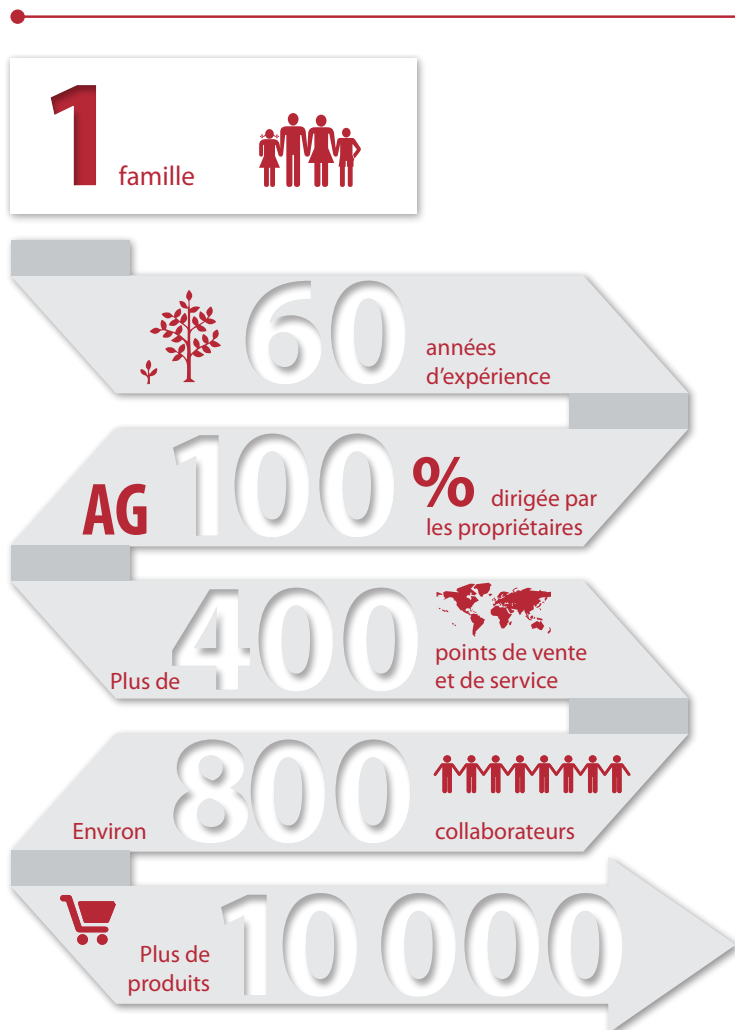 1 famille
60 années
d'expérience
AG 100 % dirigée par
les propriétaires
Plus de 400 points de vente
et de service
Environ 800 collaborateurs
Plus de 10 000
produits